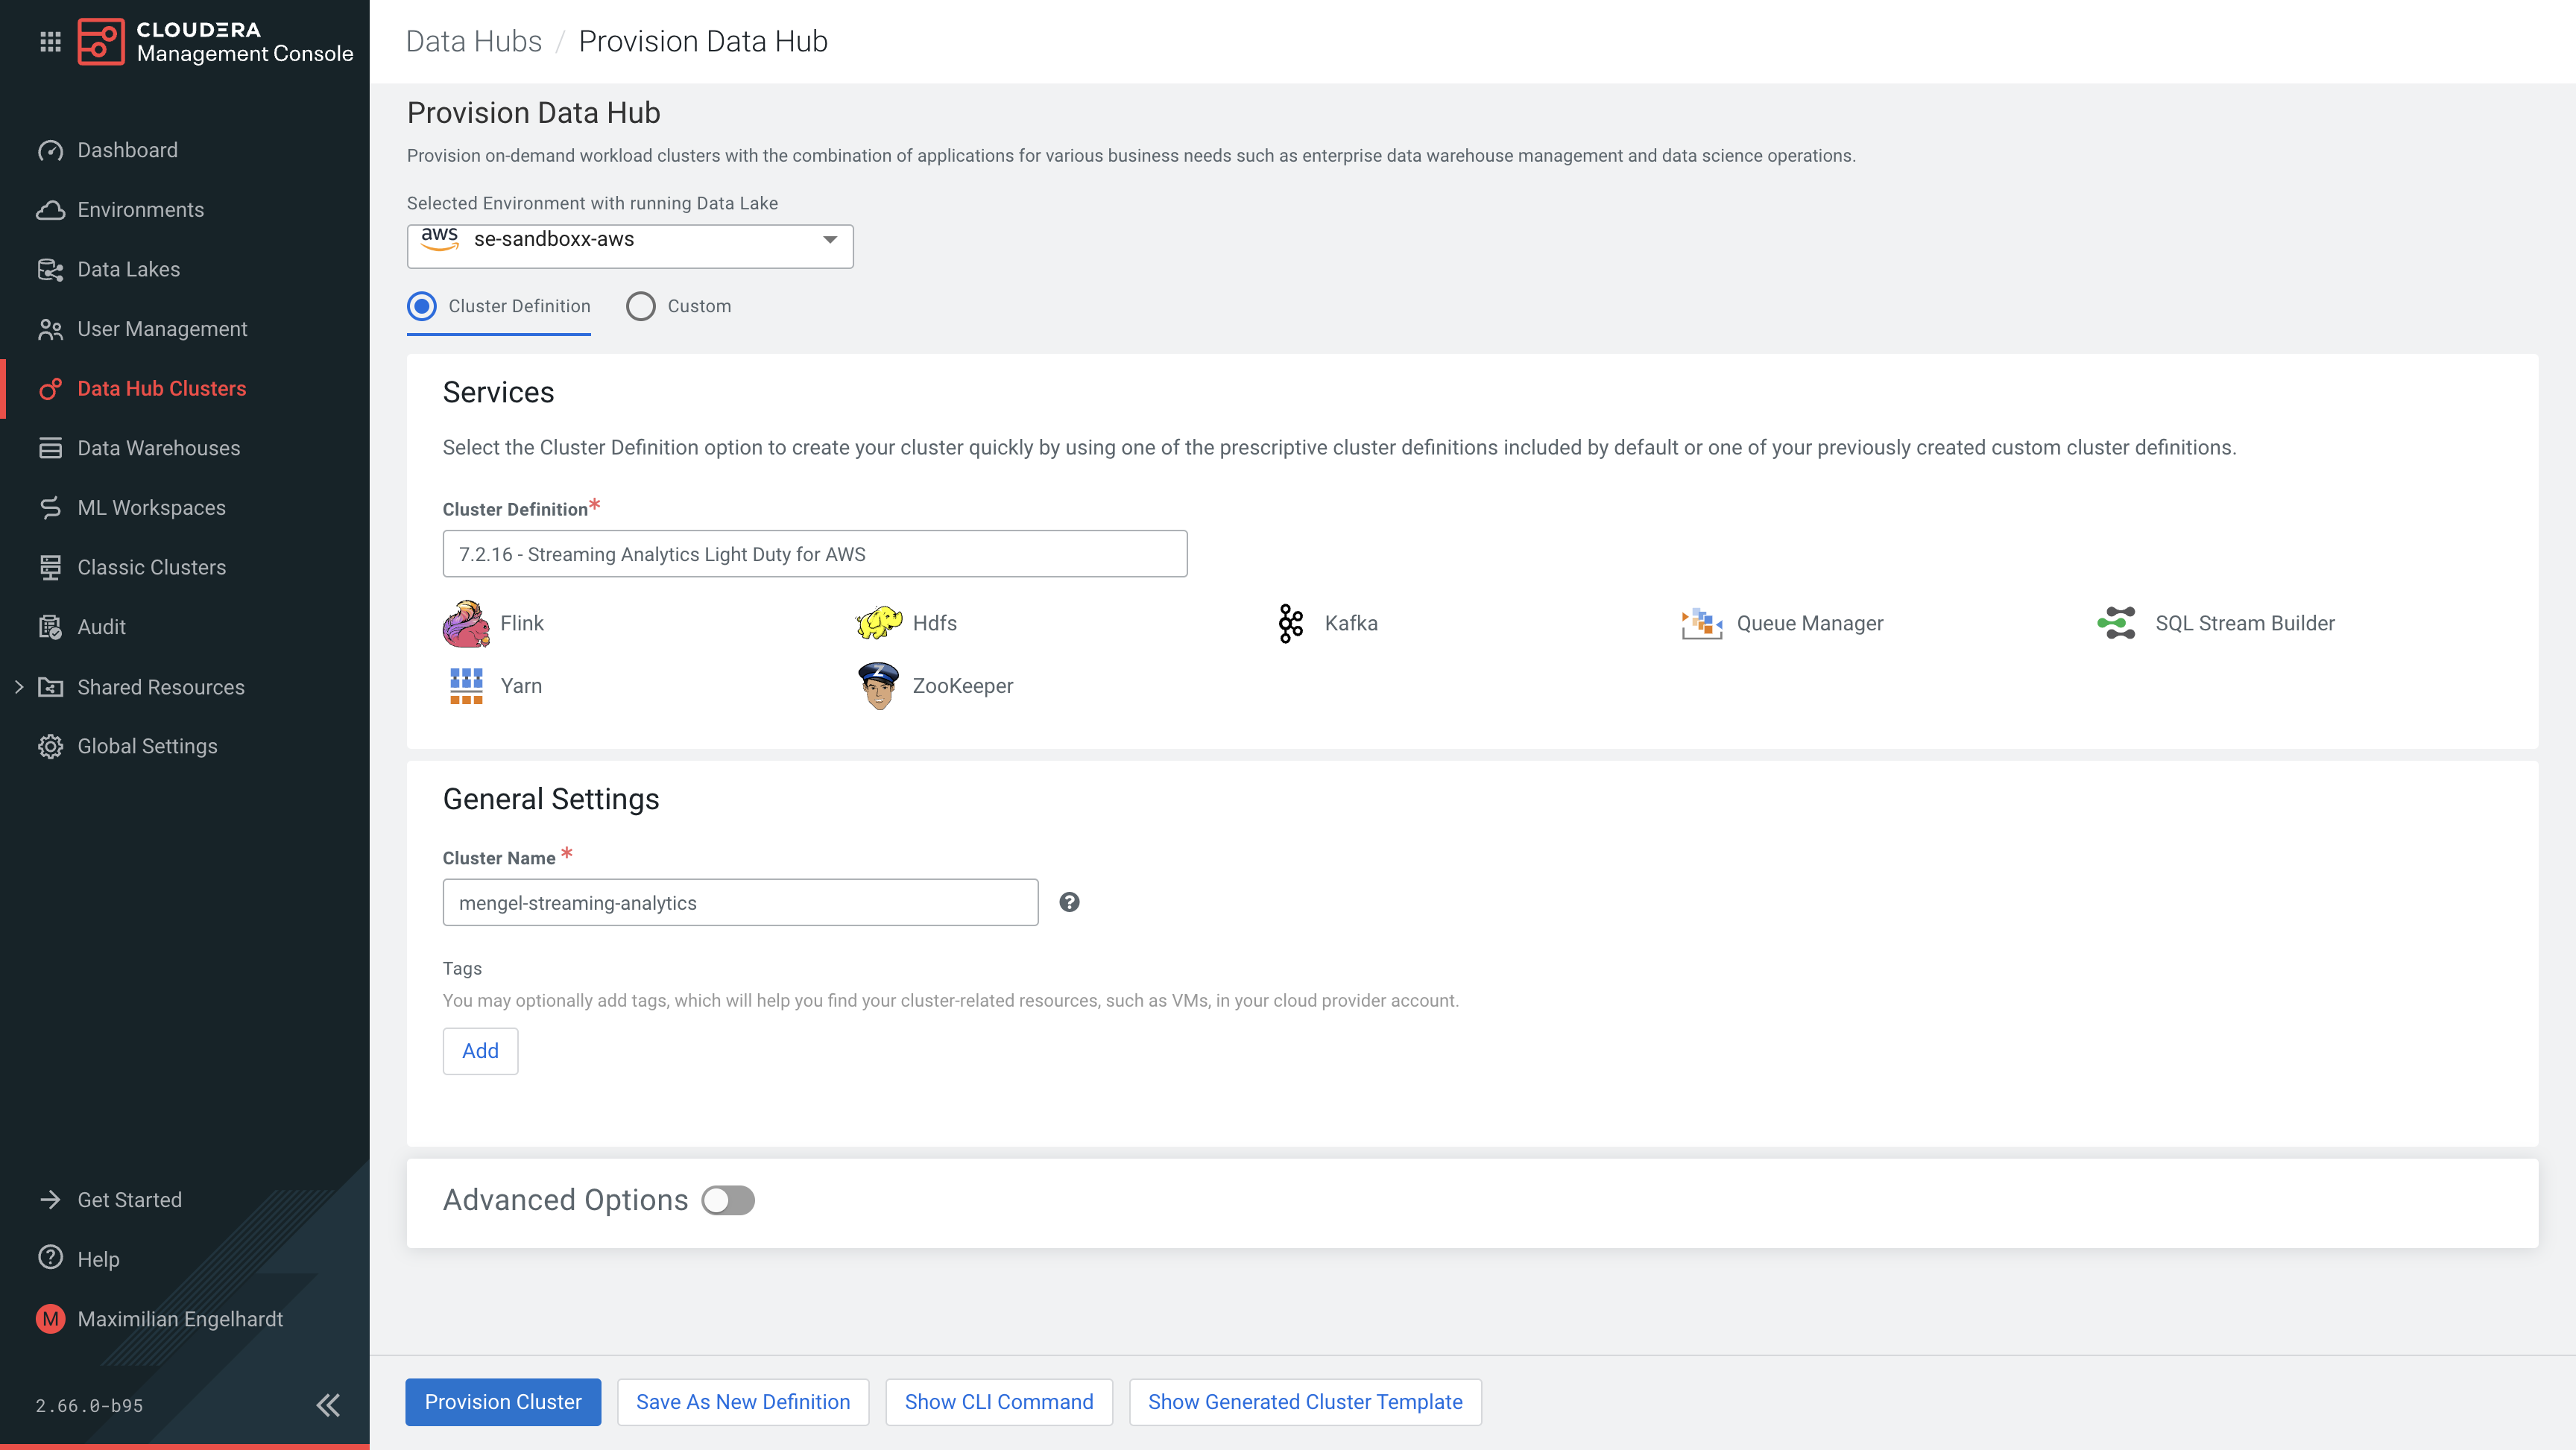 CLOUDERA
Management Console
Dashboard
Environments
Data Lakes
User Management
Data Hub Clusters
Data Warehouses
ML Workspaces
Classic Clusters
Audit
Shared Resources
Global Settings
Get Started
Help
M Maximilian Engelhardt
2.66.0-b95
Data Hubs / Provision Data Hub
Provision Data Hub
Provision on-demand workload clusters with the combination of applications for various business needs such as enterprise data warehouse management and data science operations.
Selected Environment with running Data Lake
aws se-sandboxx-aws
Cluster Definition Custom
Services
Select the Cluster Definition option to create your cluster quickly by using one of the prescriptive cluster definitions included by default or one of your previously created custom cluster definitions.
Cluster Definition*
7.2.16 - Streaming Analytics Light Duty for AWS
Flink Hdfs Kafka Queue Manager SQL Stream Builder
Yarn Z ZooKeeper
General Settings
Cluster Name *
mengel-streaming-analytics ?
Tags
You may optionally add tags, which will help you find your cluster-related resources, such as VMs, in your cloud provider account.
Add
Advanced Options
Provision Cluster Save As New Definition Show CLI Command Show Generated Cluster Template